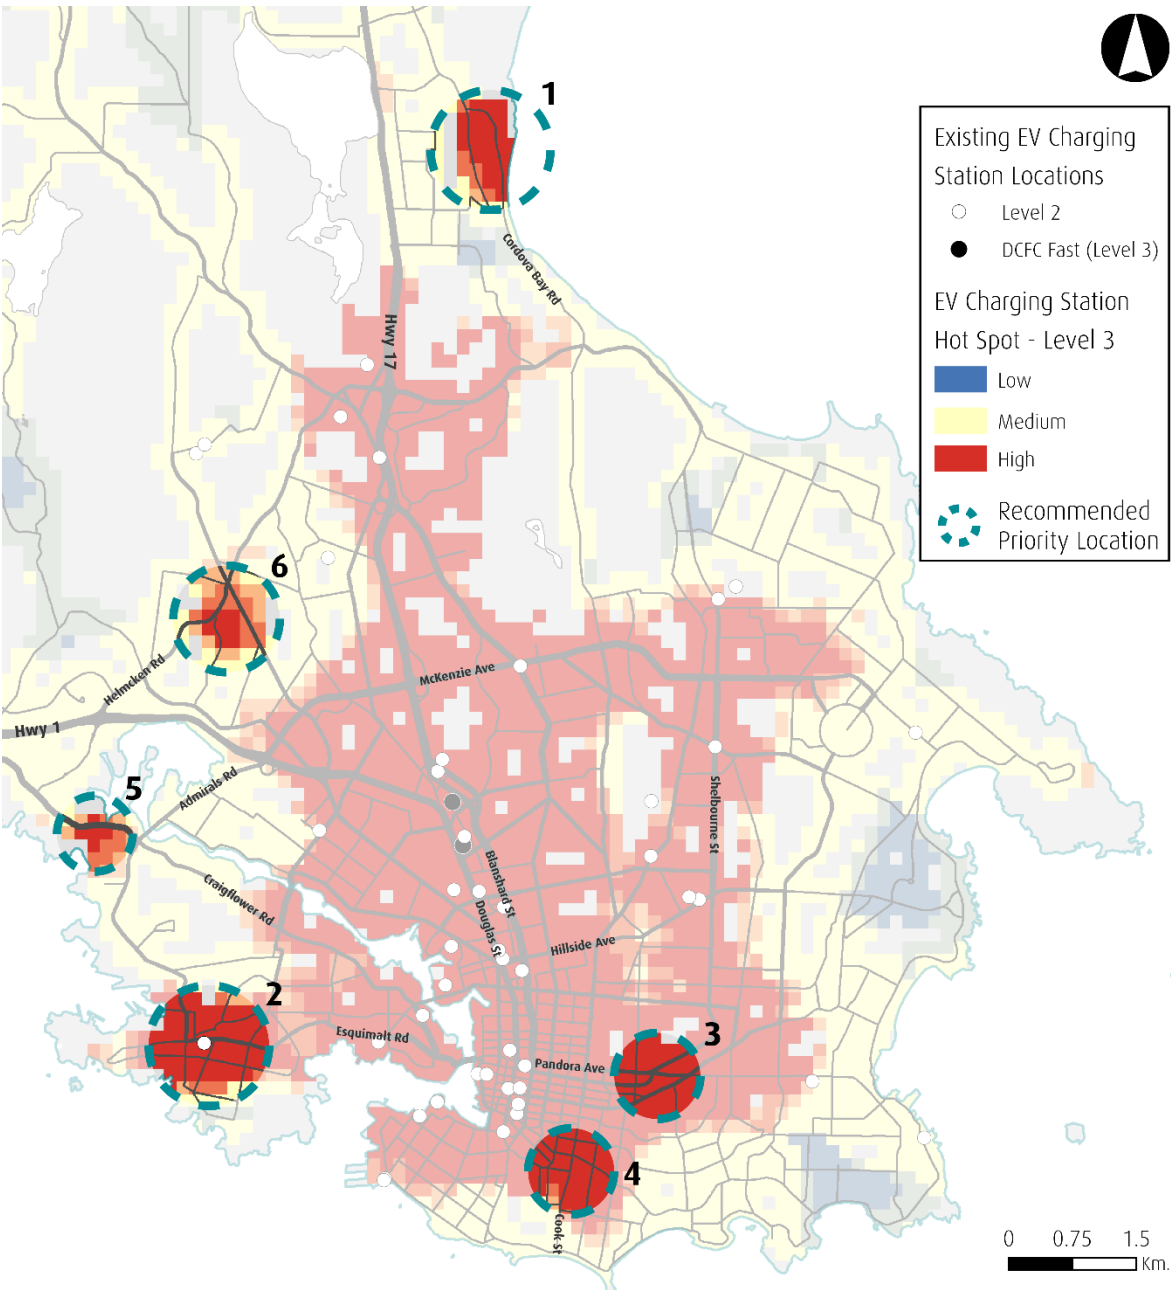 1
Existing EV Charging
Station Locations
Level 2
DCFC Fast (Level 3)
EV Charging Station
Hot Spot - Level 3
Low
Medium
High
Recommended
Priority Location
Cordova Bay Rd
Hwy 17
6
Helmcken Rd
McKenzie Ave
Hwy 1
Admirals Rd
5
Shelbourne St
Craigflower Rd
Blanshard St
Douglas St
Hillside Ave
2
Esquimalt Rd
3
Pandora Ave
4
Cook St
0 0.75 1.5
Km.